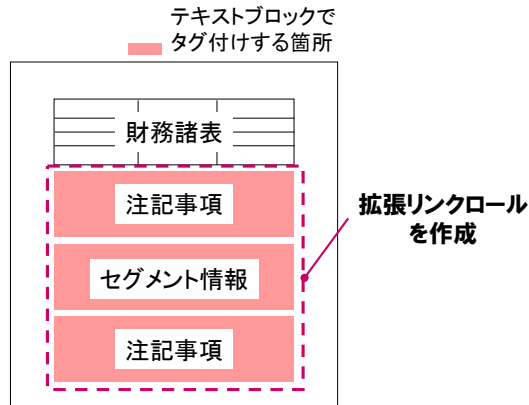 テキストブロックで
タグ付けする箇所
財務諸表
注記事項
拡張リンクロール
を作成
セグメント情報
注記事項